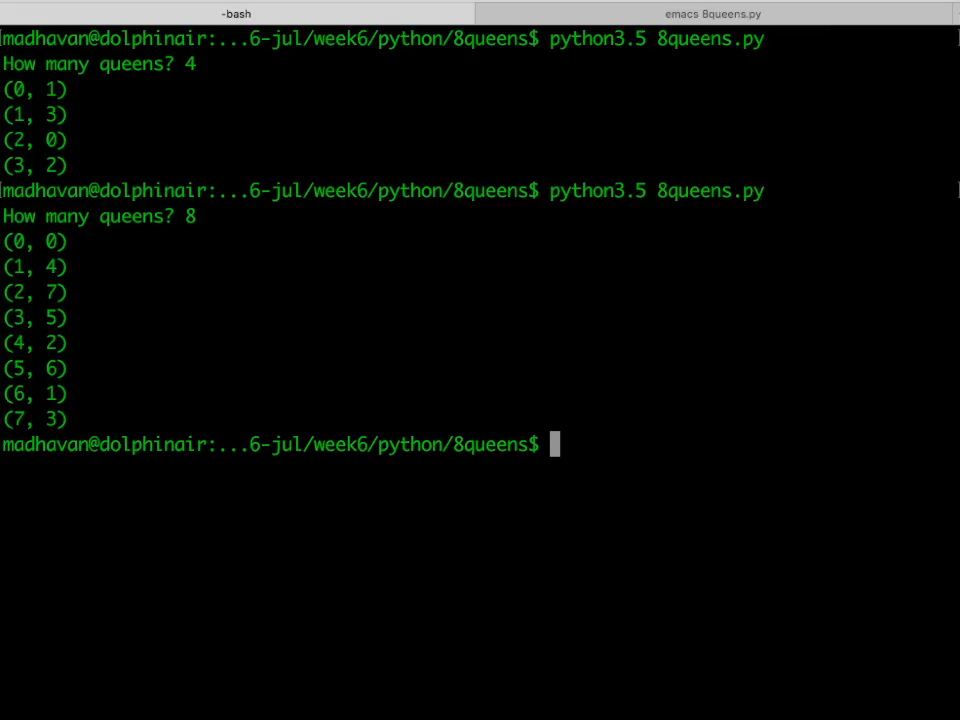 -bash
emacs 8queens.py
madhavan@dolphinair:...6-jul/week6/python/8queens$ python3.5 8queens.py
How many queens? 4
(0, 1)
(1, 3)
(2, 0)
(3, 2)
madhavan@dolphinair:...6-jul/week6/python/8queens$ python3.5 8queens.py
How many queens? 8
(0, 0)
(1, 4)
(2, 7)
(3, 5)
(4, 2)
(5, 6)
(6, 1)
(7, 3)
madhavan@dolphinair:...6-jul/week6/python/8queens$